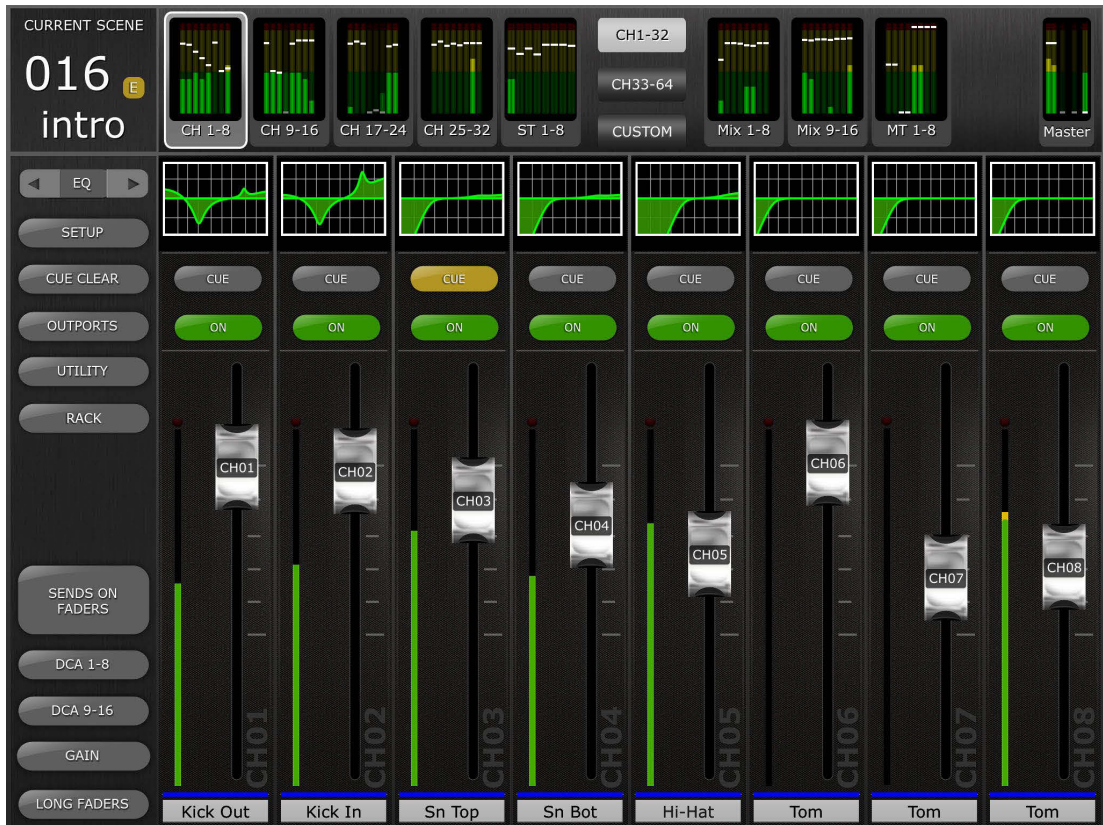 CURRENT SCENE
016 E
intro
CH 1-8
CH 9-16
CH 17-24
CH 25-32
ST 1-8
CH1-32
CH33-64
CUSTOM
Mix 1-8
Mix 9-16
MT 1-8
Master
EQ
SETUP
CUE CLEAR
OUTPORTS
UTILITY
RACK
SENDS ON
FADERS
DCA 1-8
DCA 9-16
GAIN
LONG FADERS
CUE CUE CUE CUE CUE CUE CUE CUE
ON ON ON ON ON ON ON ON
CH01
CH02
CH03
CH04
CH05
CH06
CH07
CH08
CH01 CH02 CH03 CH04 CH05 CH06 CH07 CH08
Kick Out
Kick In
Sn Top
Sn Bot
Hi-Hat
Tom
Tom
Tom